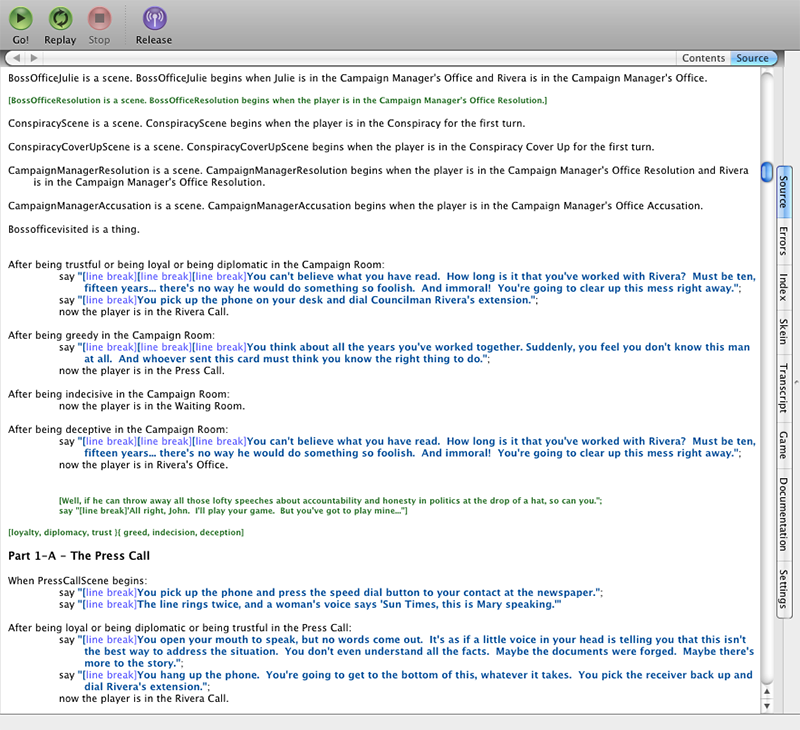 Go!
Replay
Stop
Release
Contents
Source
BossOfficeJulie is a scene. BossOfficeJulie begins when Julie is in the Campaign Manager's Office and Rivera is in the Campaign Manager's Office.
[BossOfficeResolution is a scene. BossOfficeResolution begins when the player is in the Campaign Manager's Office Resolution.]
ConspiracyScene is a scene. ConspiracyScene begins when the player is in the Conspiracy for the first turn.
ConspiracyCoverUpScene is a scene. ConspiracyCoverUpScene begins when the player is in the Conspiracy Cover Up for the first turn.
CampaignManagerResolution is a scene. CampaignManagerResolution begins when the player is in the Campaign Manager's Office Resolution and Rivera
is in the Campaign Manager's Office Resolution.
CampaignManagerAccusation is a scene. CampaignManagerAccusation begins when the player is in the Campaign Manager's Office Accusation.
Bossofficevisited is a thing.
After being trustful or being loyal or being diplomatic in the Campaign Room:
say "[line break][line break][line break]You can't believe what you have read.  How long is it that you've worked with Rivera?  Must be ten,
fifteen years... there's no way he would do something so foolish.  And immoral!  You're going to clear up this mess right away.";
say "[line break]You pick up the phone on your desk and dial Councilman Rivera's extension.";
now the player is in the Rivera Call.
After being greedy in the Campaign Room:
say "[line break][line break][line break]You think about all the years you've worked together. Suddenly, you feel you don't know this man
at all.  And whoever sent this card must think you know the right thing to do.";
now the player is in the Press Call.
After being indecisive in the Campaign Room:
now the player is in the Waiting Room.
After being deceptive in the Campaign Room:
say "[line break][line break][line break]You can't believe what you have read.  How long is it that you've worked with Rivera?  Must be ten,
fifteen years... there's no way he would do something so foolish.  And immoral!  You're going to clear up this mess right away.";
now the player is in Rivera's Office.
[Well, if he can throw away all those lofty speeches about accountability and honesty in politics at the drop of a hat, so can you.";
say "[line break]'All right, John.  I'll play your game.  But you've got to play mine..."]
[loyalty, diplomacy, trust }{ greed, indecision, deception]
Part 1-A - The Press Call
When PressCallScene begins:
say "[line break]You pick up the phone and press the speed dial button to your contact at the newspaper.";
say "[line break]The line rings twice, and a woman's voice says 'Sun Times, this is Mary speaking.'"
After being loyal or being diplomatic or being trustful in the Press Call:
say "[line break]You open your mouth to speak, but no words come out.  It's as if a little voice in your head is telling you that this isn't
the best way to address the situation.  You don't even understand all the facts.  Maybe the documents were forged.  Maybe there's
more to the story.";
say "[line break]You hang up the phone.  You're going to get to the bottom of this, whatever it takes.  You pick the receiver back up and
dial Rivera's extension.";
now the player is in the Rivera Call.
Source
Errors
Index
Skein
Transcript
Game
Documentation
Settings